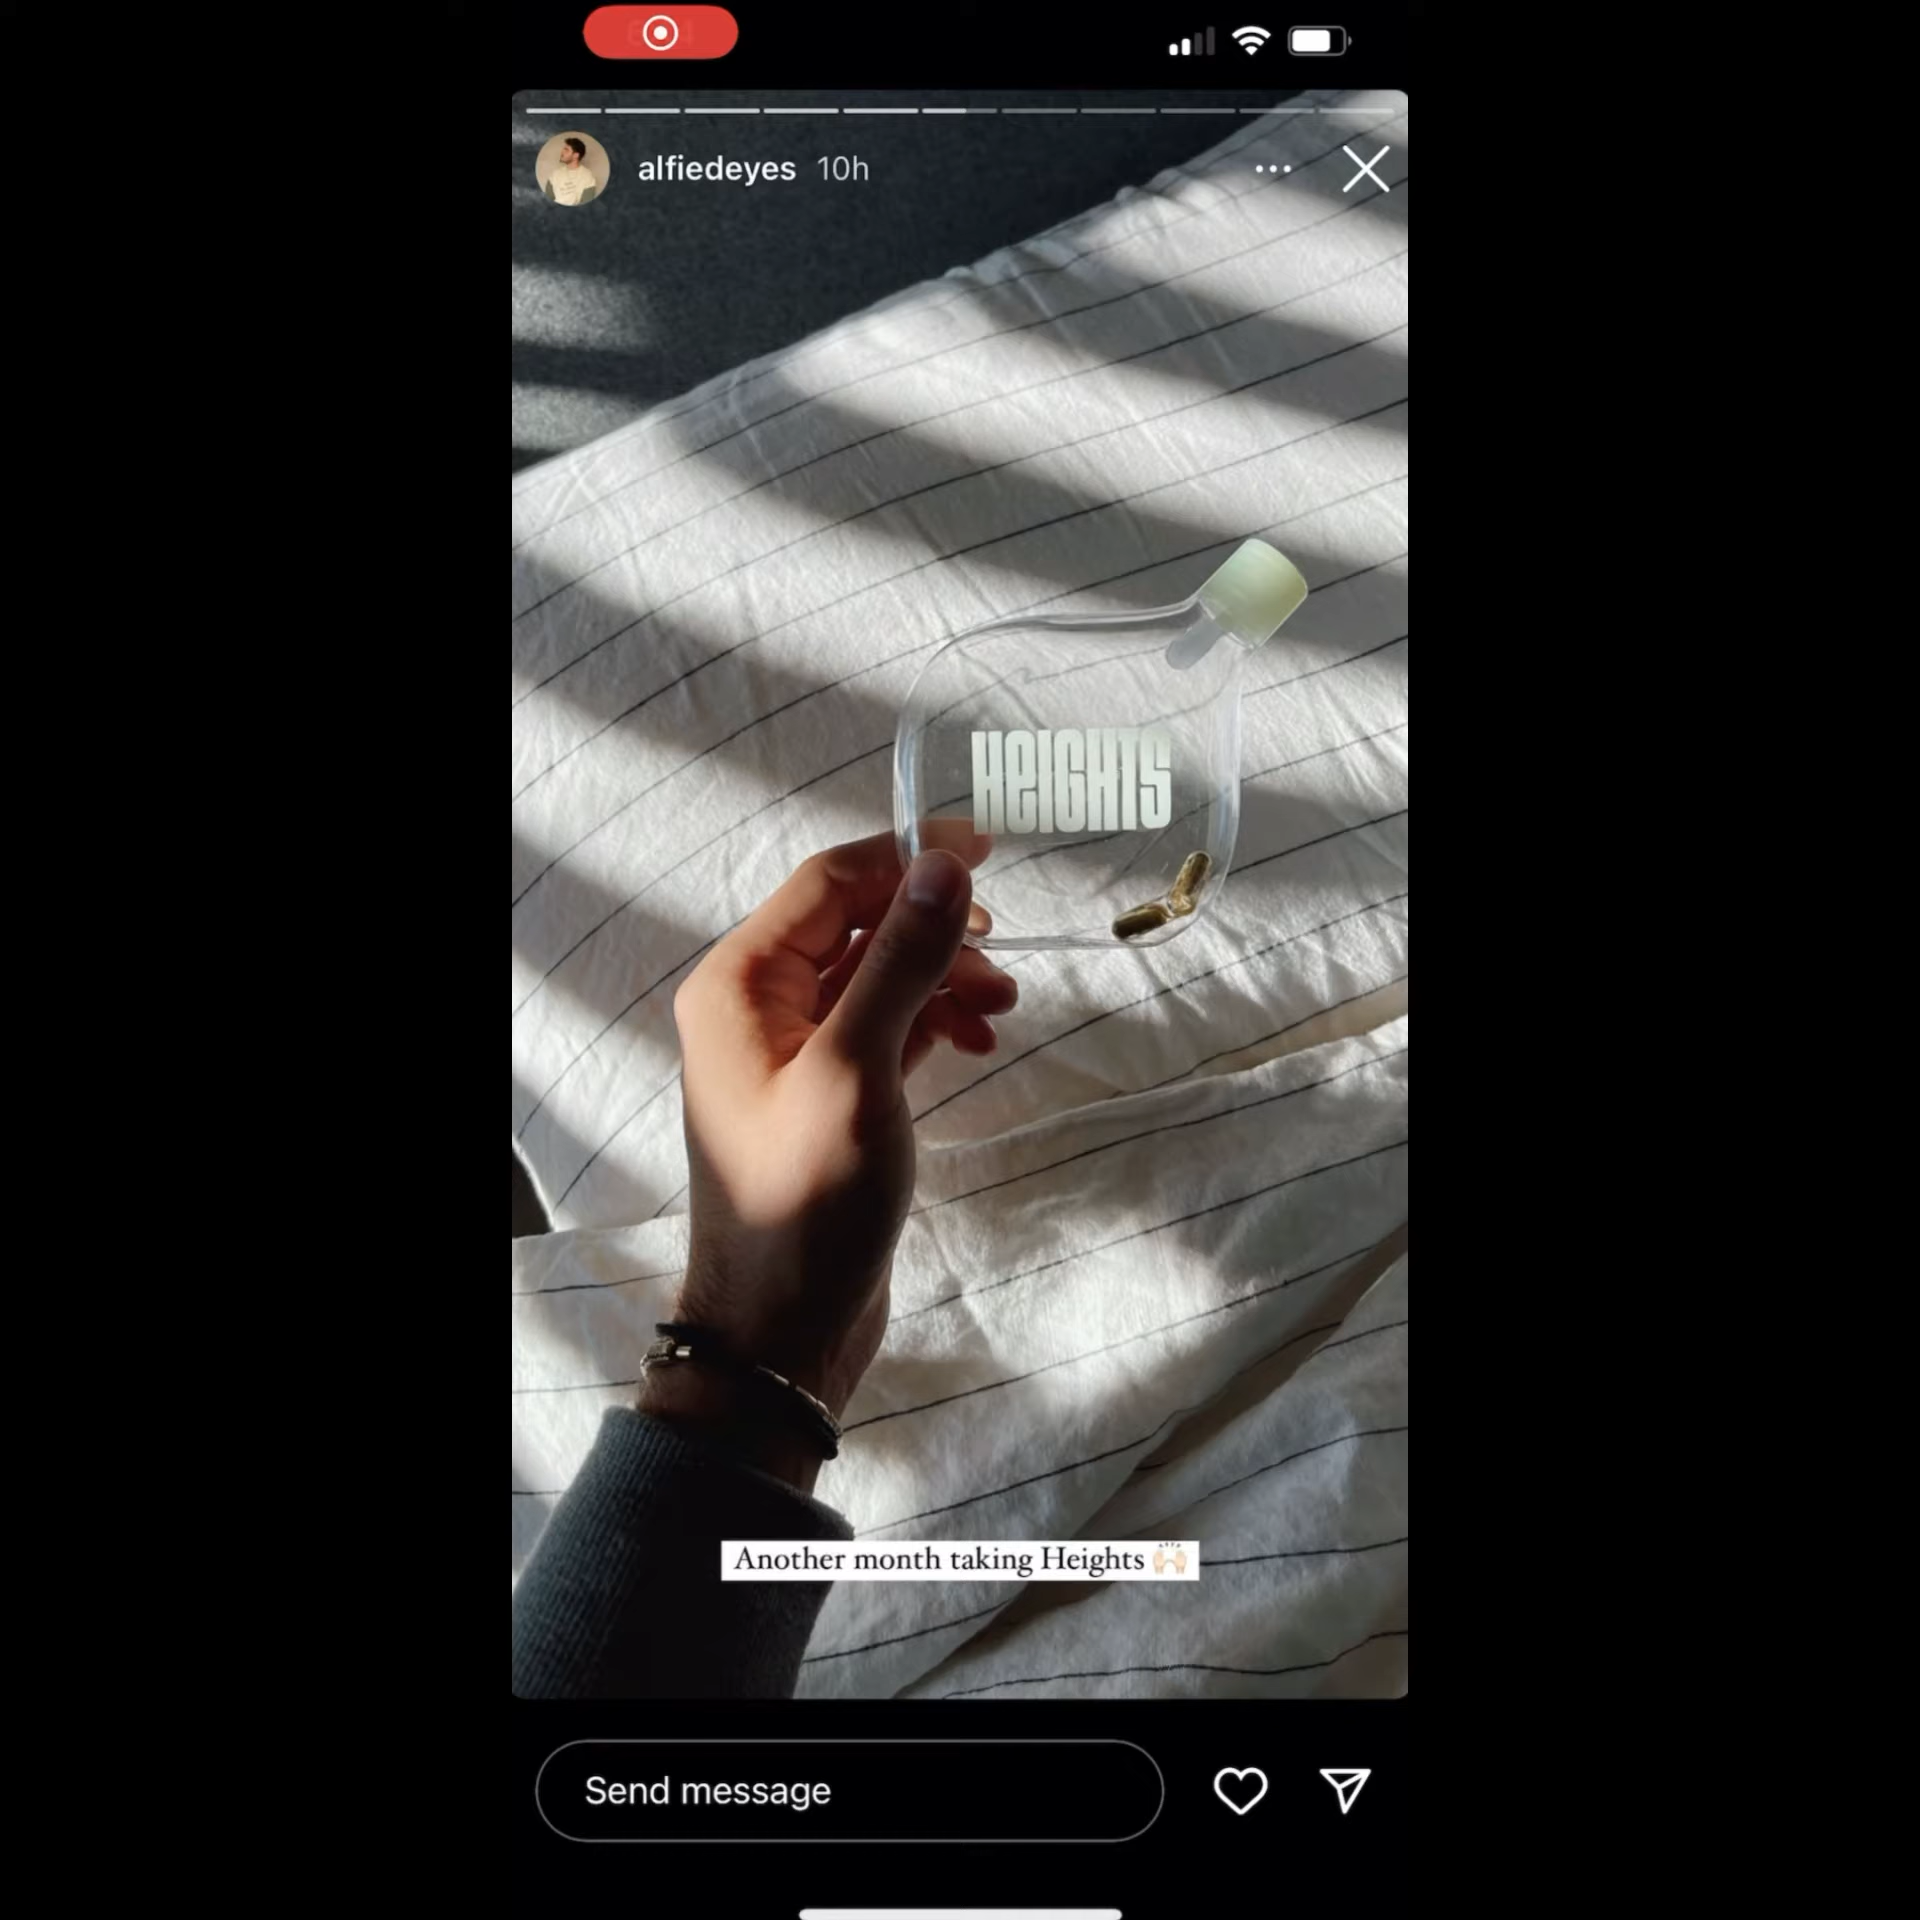 alfiedeyes 10h
HEIGHTS
Another month taking Heights 🙌🏻
Send message